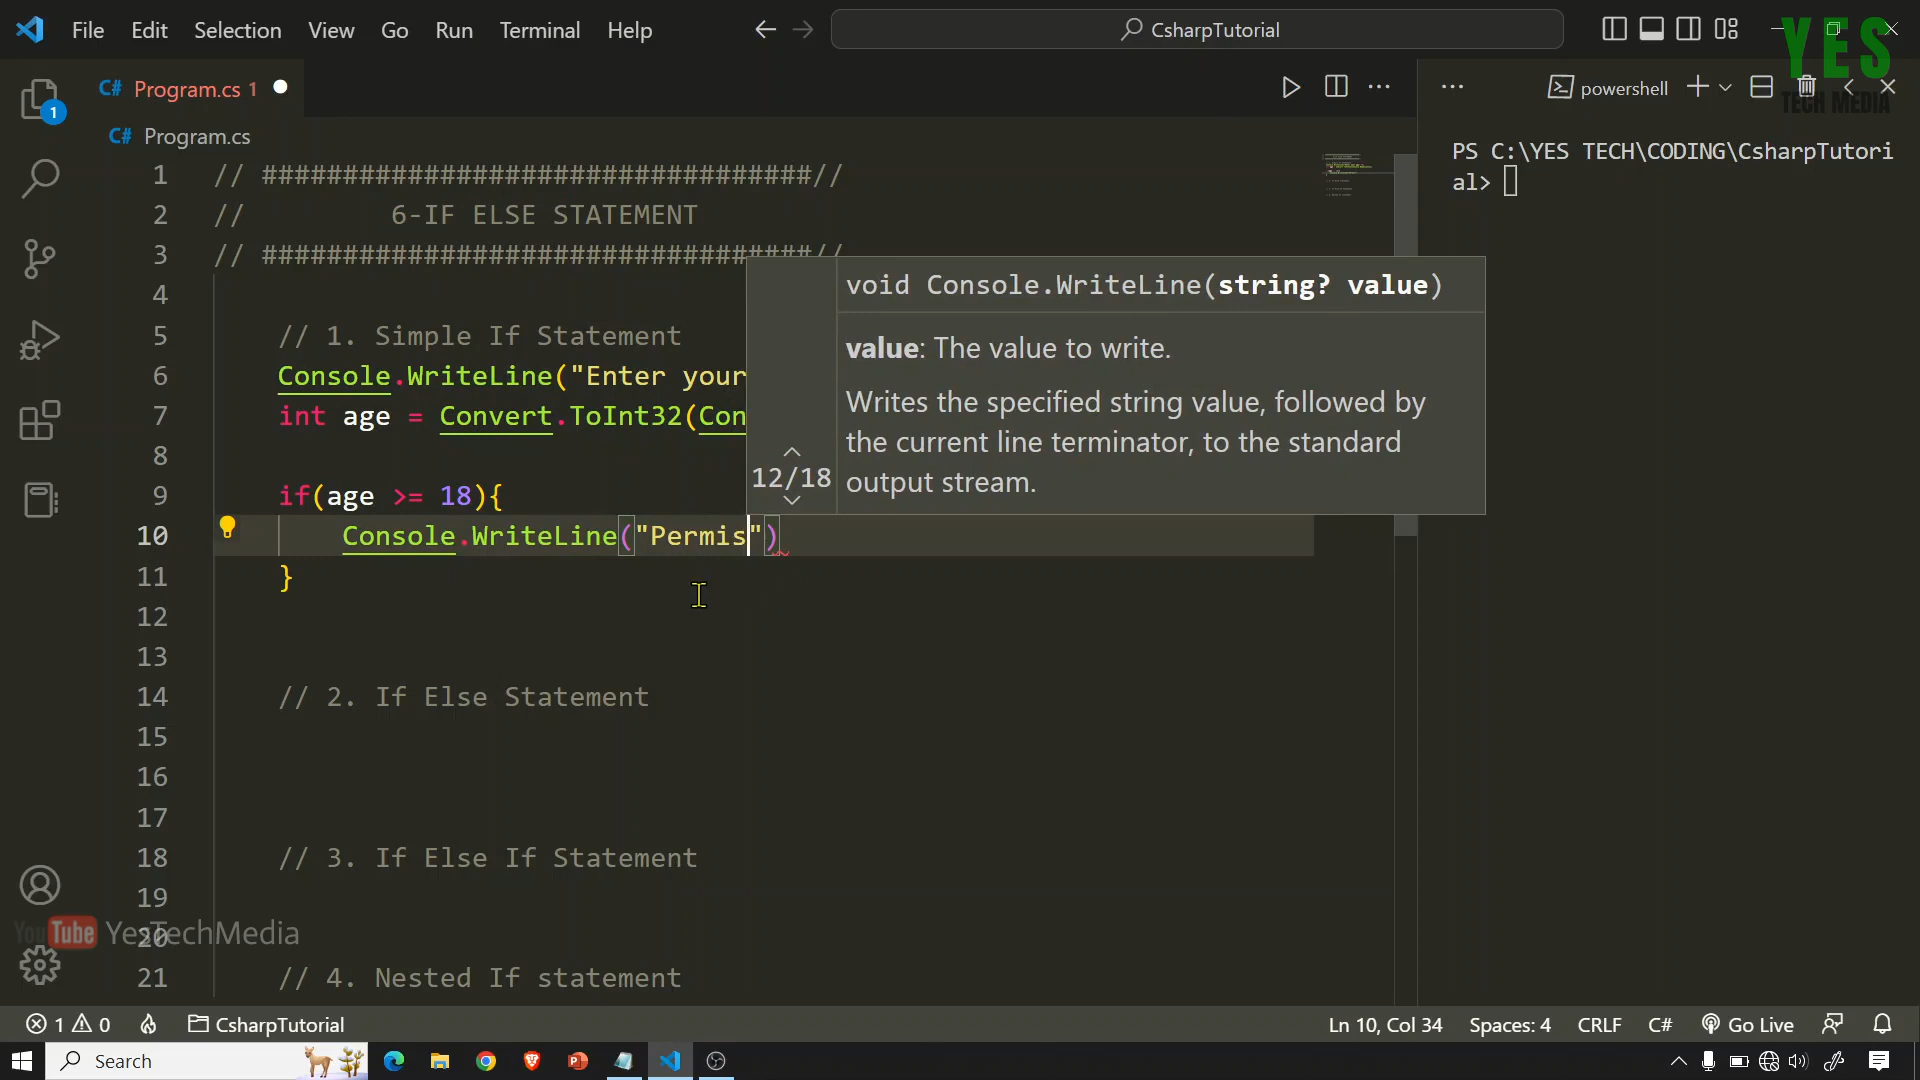 File Edit Selection View Go Run Terminal Help
CsharpTutorial
YES
TECH MEDIA
C# Program.cs 1
powershell
C# Program.cs
PS C:\YES TECH\CODING\CsharpTutori
al>
1 // ##################################//
2 // 6-IF ELSE STATEMENT
3 // ##################################//
4
5 // 1. Simple If Statement
6 Console.WriteLine("Enter your
7 int age = Convert.ToInt32(Con
8
9 if(age >= 18){
10 Console.WriteLine("Permis")
11 }
12
13
14 // 2. If Else Statement
15
16
17
18 // 3. If Else If Statement
19
20
21 // 4. Nested If statement
void Console.WriteLine(string? value)
value: The value to write.
Writes the specified string value, followed by
the current line terminator, to the standard
output stream.
12/18
1
YouTube YesTechMedia
1 0 CsharpTutorial
Ln 10, Col 34 Spaces: 4 CRLF C# Go Live
Search